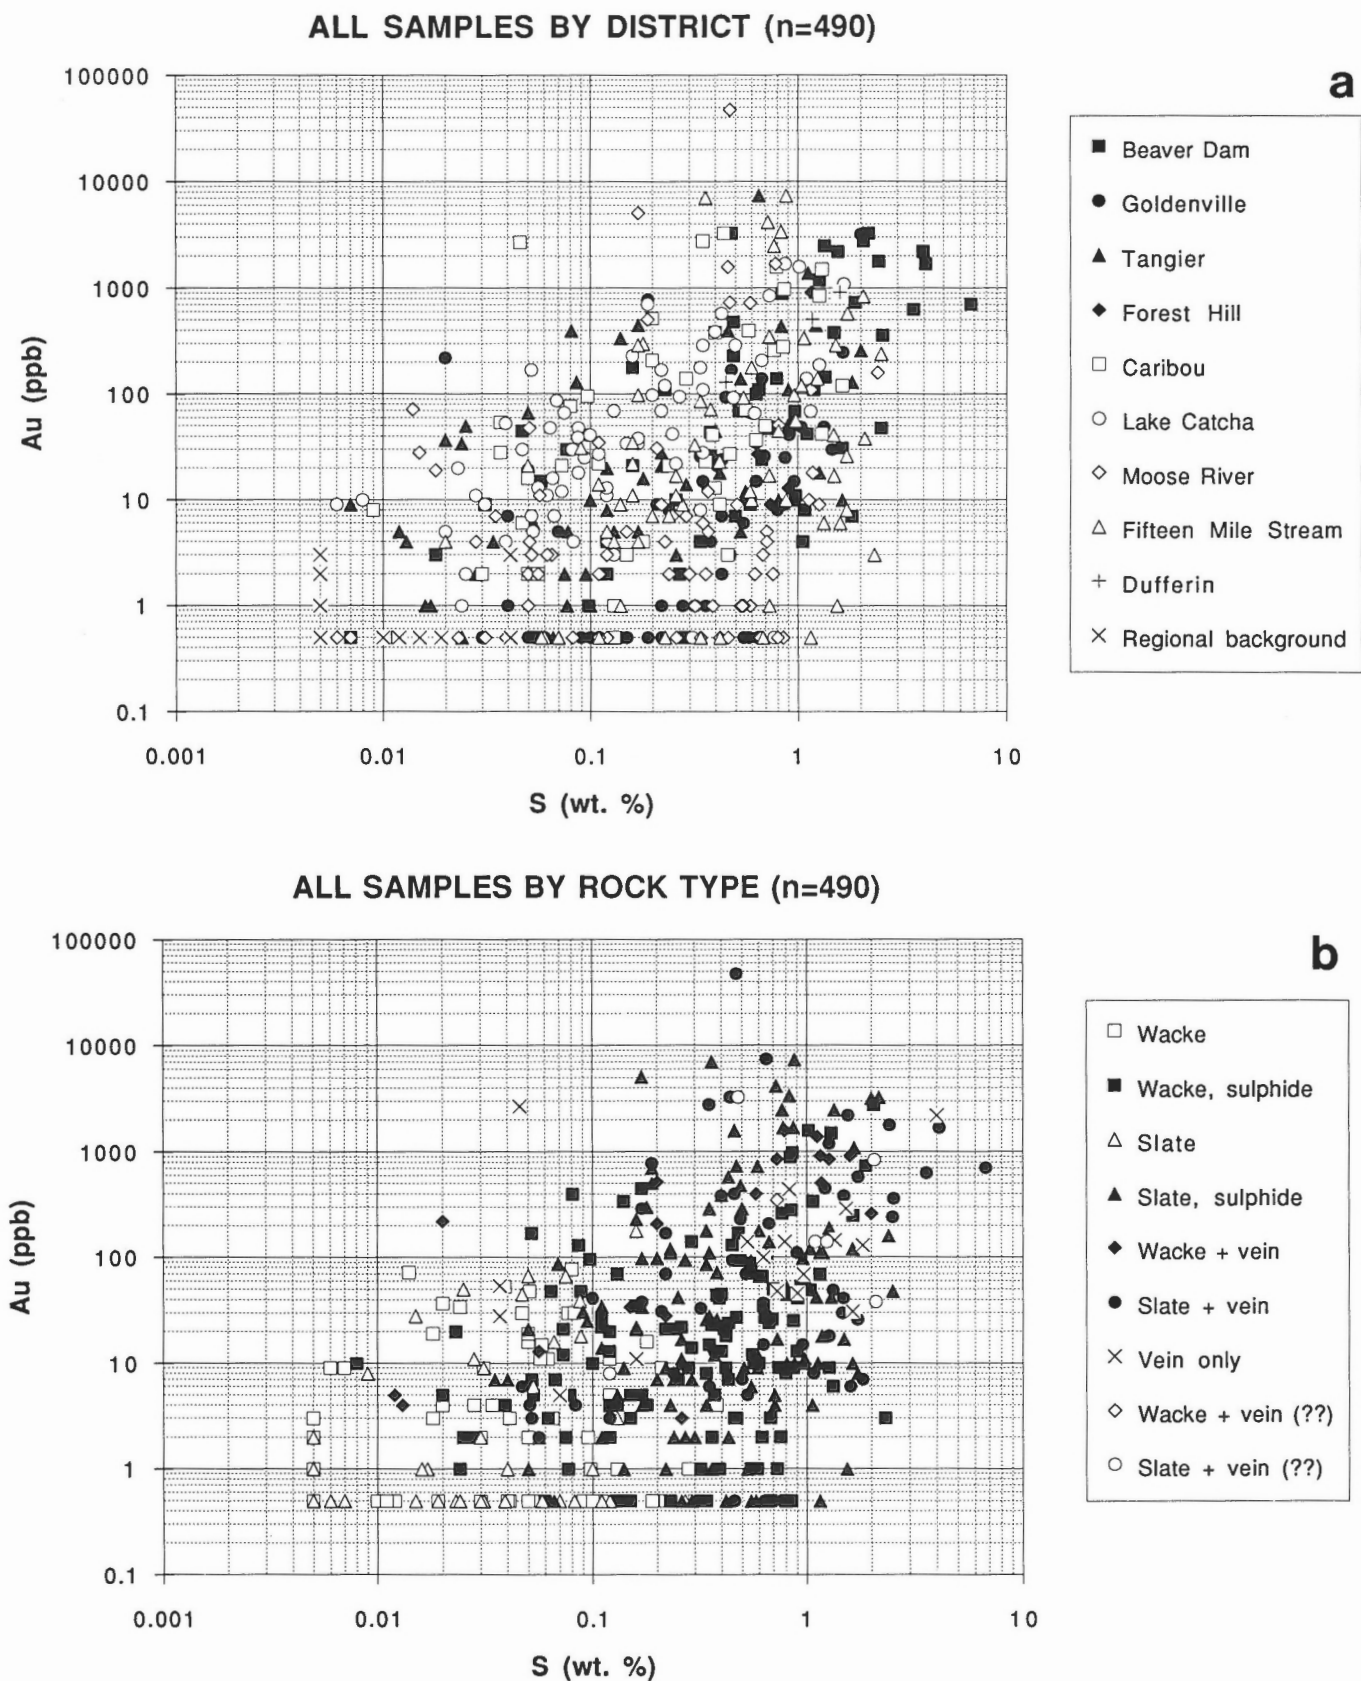 ALL SAMPLES BY DISTRICT (n=490)
a
100000
10000
1000
100
10
1
0.1
Au (ppb)
0.001 0.01 0.1 1 10
S (wt. %)
Beaver Dam
Goldenville
Tangier
Forest Hill
Caribou
Lake Catcha
Moose River
Fifteen Mile Stream
Dufferin
Regional background
ALL SAMPLES BY ROCK TYPE (n=490)
b
100000
10000
1000
100
10
1
0.1
Au (ppb)
0.001 0.01 0.1 1 10
S (wt. %)
Wacke
Wacke, sulphide
Slate
Slate, sulphide
Wacke + vein
Slate + vein
Vein only
Wacke + vein (??)
Slate + vein (??)